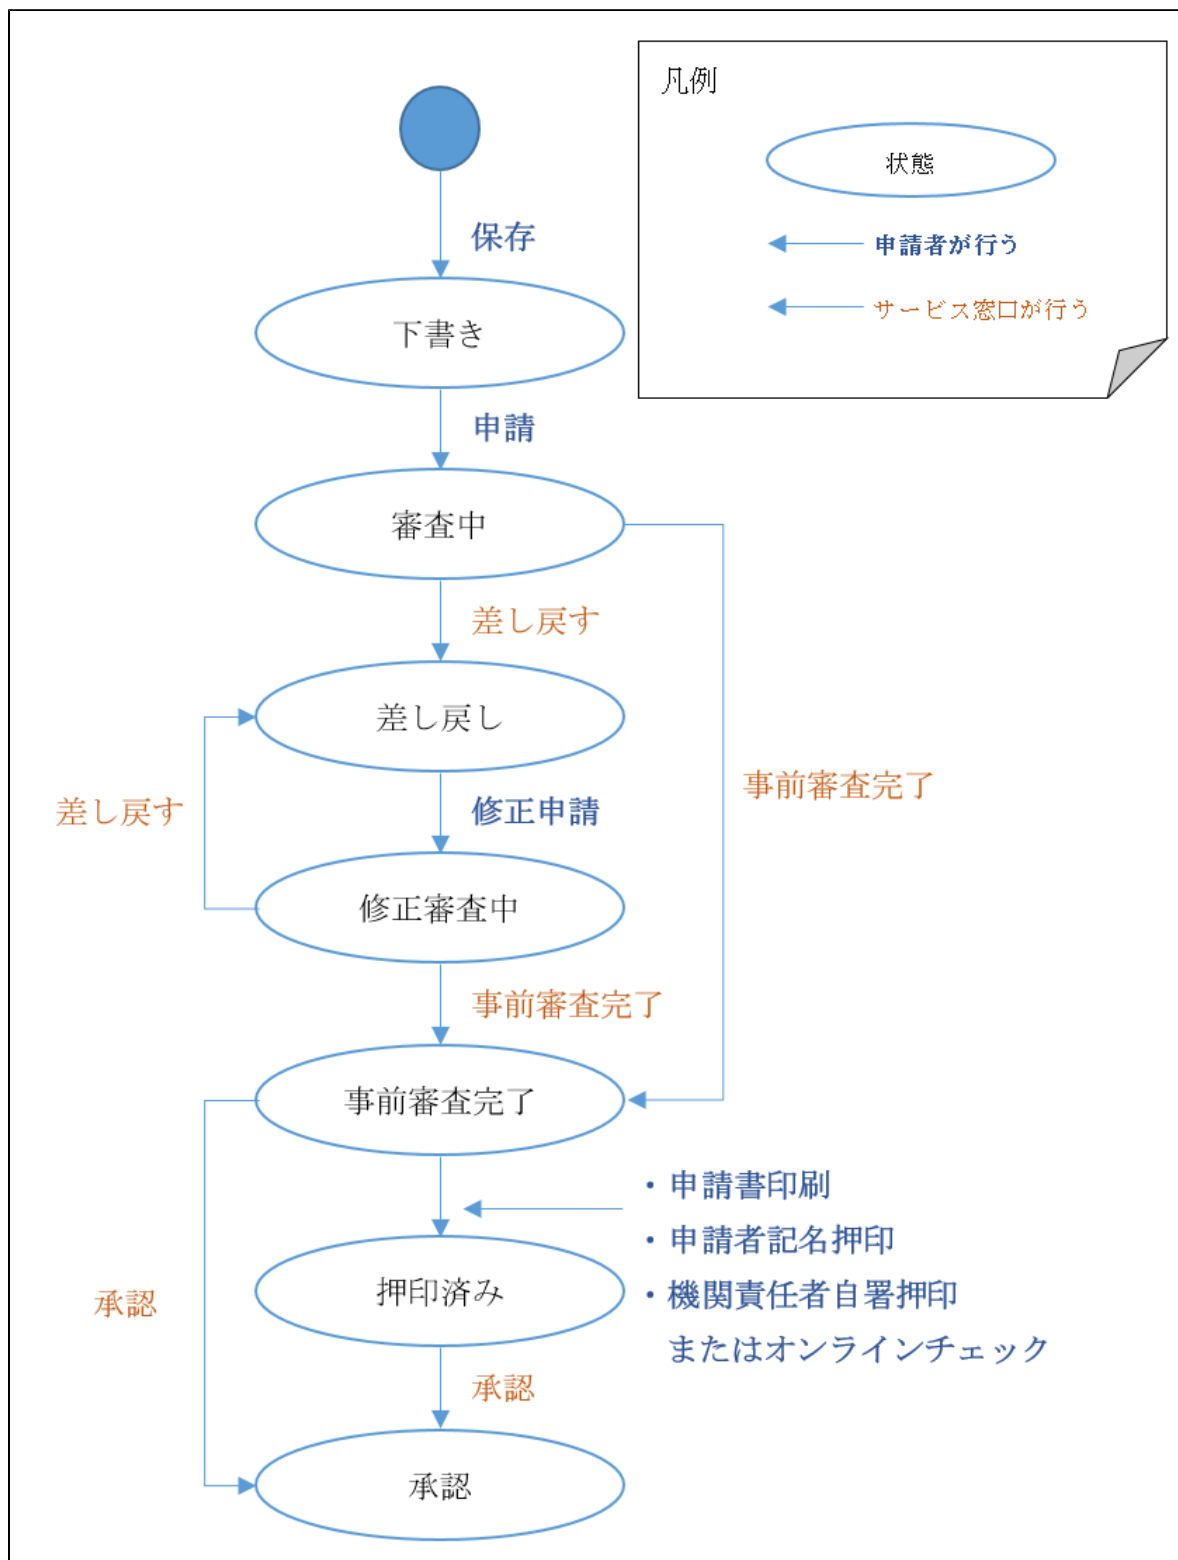 凡例
状態
申請者が行う
サービス窓口が行う
保存
下書き
申請
審査中
差し戻す
差し戻し
事前審査完了
差し戻す
修正申請
修正審査中
事前審査完了
事前審査完了
・申請書印刷
・申請者記名押印
・機関責任者自署押印
またはオンラインチェック
押印済み
承認
承認
承認